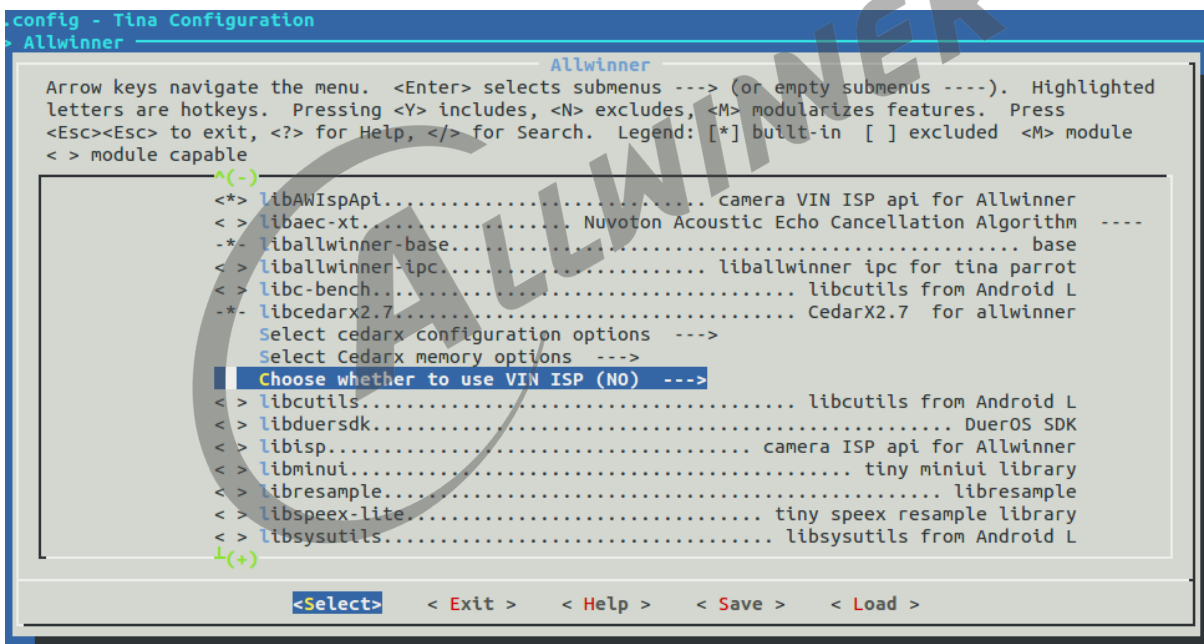 .config - Tina Configuration
> Allwinner
Allwinner
Arrow keys navigate the menu.  <Enter> selects submenus ---> (or empty submenus ----).  Highlighted
letters are hotkeys.  Pressing <Y> includes, <N> excludes, <M> modularizes features.  Press
<Esc><Esc> to exit, <?> for Help, </> for Search.  Legend: [*] built-in  [ ] excluded  <M> module
< > module capable
^(-)
<*> libAWIspApi............................. camera VIN ISP api for Allwinner
< > libaec-xt................... Nuvoton Acoustic Echo Cancellation Algorithm  ----
-*- liballwinner-base.................................................... base
< > liballwinner-ipc........................ liballwinner ipc for tina parrot
< > libc-bench...................................... libcutils from Android L
-*- libcedarx2.7.................................... CedarX2.7  for allwinner
Select cedarx configuration options  --->
Select Cedarx memory options  --->
Choose whether to use VIN ISP (NO)  --->
< > libcutils....................................... libcutils from Android L
< > libduersdk.................................................... DuerOS SDK
< > libisp...................................... camera ISP api for Allwinner
< > libminui.............................................. tiny miniui library
< > libresample.................................................. libresample
< > libspeex-lite................................ tiny speex resample library
< > libsysutils................................... libsysutils from Android L
┴(+)
<Select>    < Exit >    < Help >    < Save >    < Load >
ALLWINNER